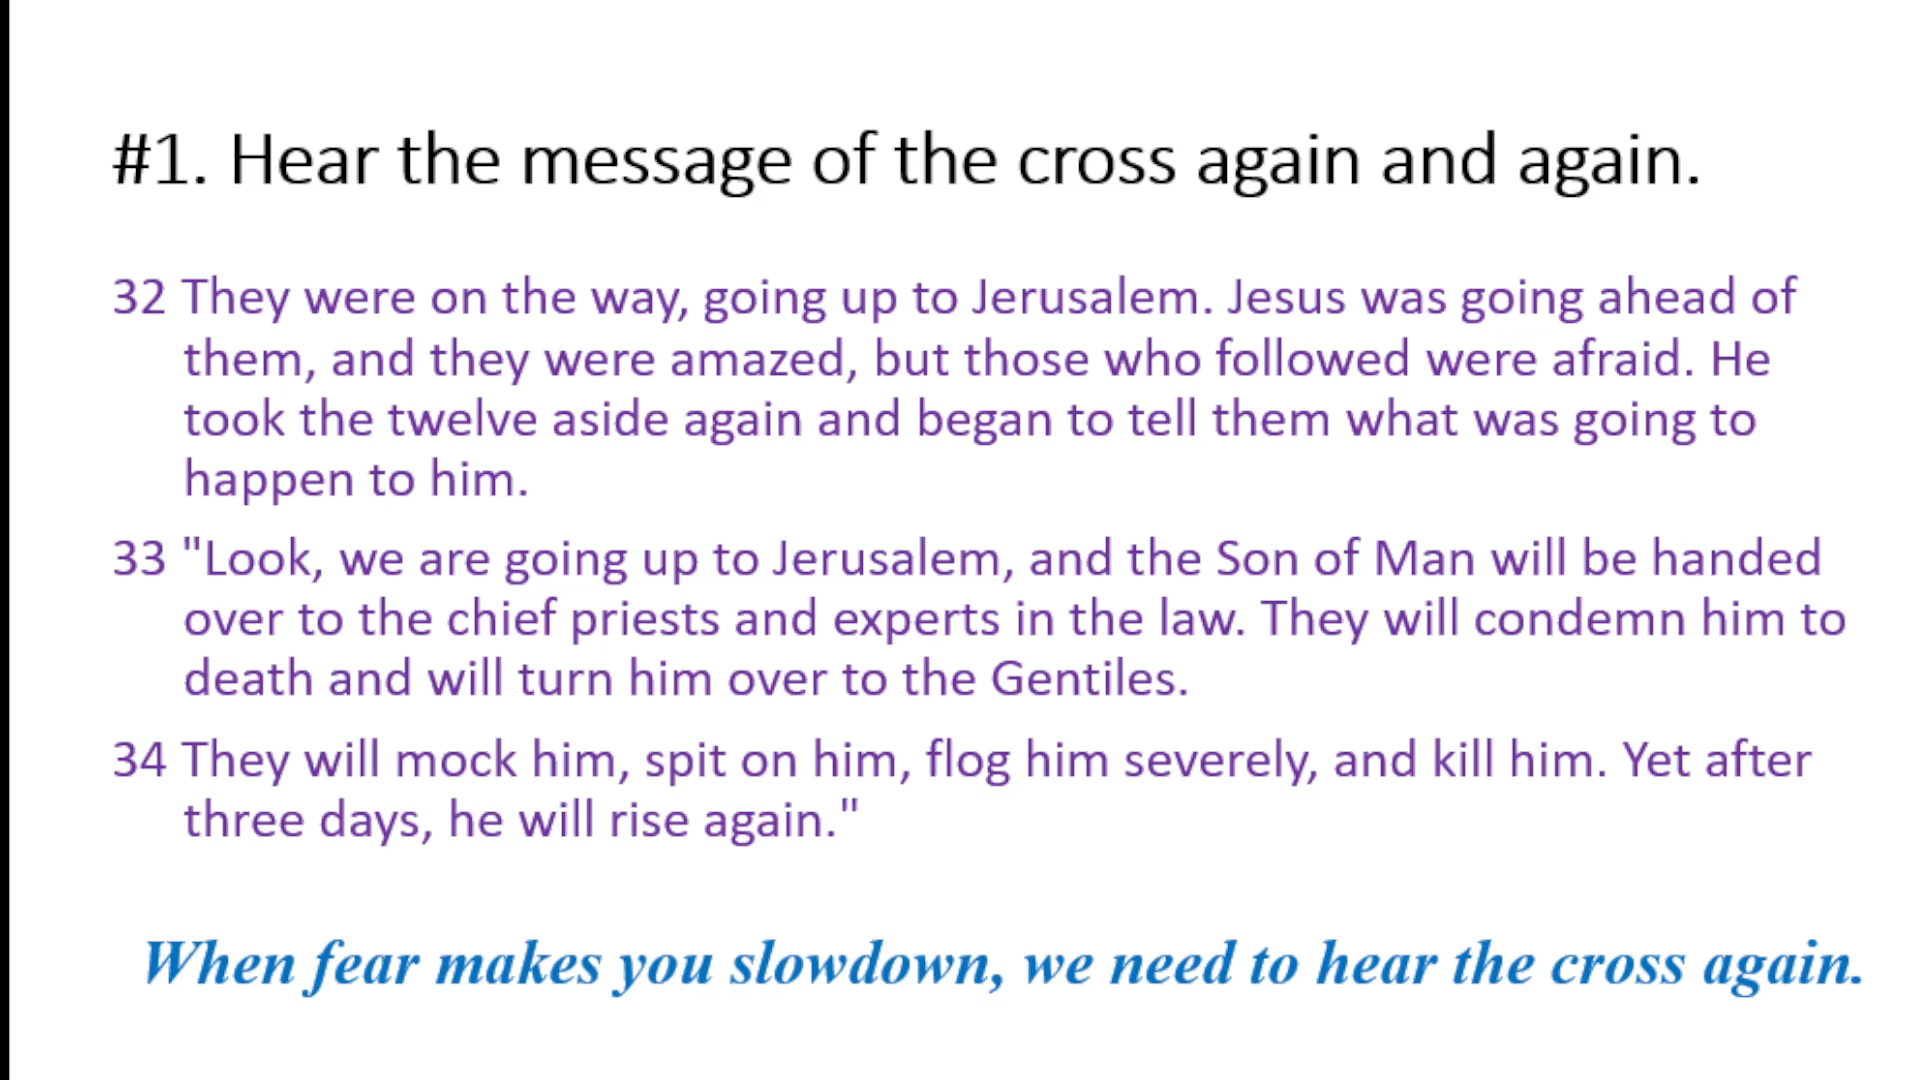 #1. Hear the message of the cross again and again.
32 They were on the way, going up to Jerusalem. Jesus was going ahead of
them, and they were amazed, but those who followed were afraid. He
took the twelve aside again and began to tell them what was going to
happen to him.
33 "Look, we are going up to Jerusalem, and the Son of Man will be handed
over to the chief priests and experts in the law. They will condemn him to
death and will turn him over to the Gentiles.
34 They will mock him, spit on him, flog him severely, and kill him. Yet after
three days, he will rise again."
When fear makes you slowdown, we need to hear the cross again.